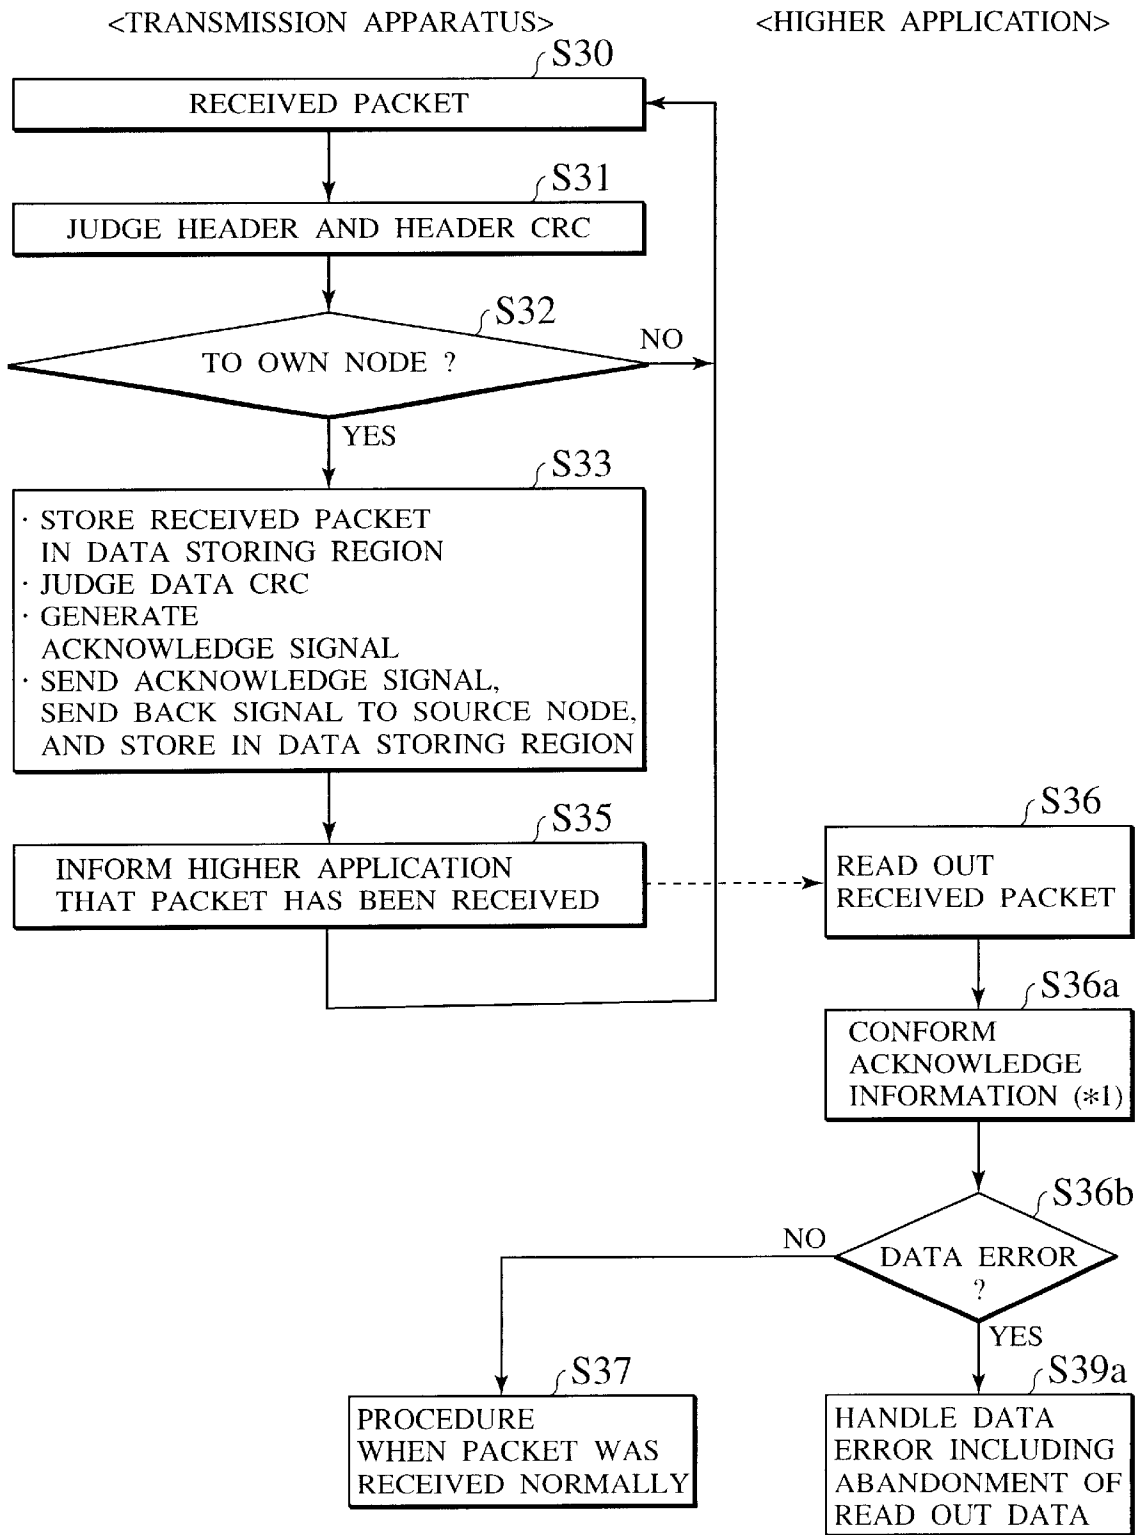 <TRANSMISSION APPARATUS>
<HIGHER APPLICATION>
S30
RECEIVED PACKET
S31
JUDGE HEADER AND HEADER CRC
S32
TO OWN NODE ?
NO
YES
S33
· STORE RECEIVED PACKET
IN DATA STORING REGION
· JUDGE DATA CRC
· GENERATE
ACKNOWLEDGE SIGNAL
· SEND ACKNOWLEDGE SIGNAL,
SEND BACK SIGNAL TO SOURCE NODE,
AND STORE IN DATA STORING REGION
S35
INFORM HIGHER APPLICATION
THAT PACKET HAS BEEN RECEIVED
S36
READ OUT
RECEIVED PACKET
S36a
CONFORM
ACKNOWLEDGE
INFORMATION (*1)
S36b
DATA ERROR
?
NO
YES
S37
PROCEDURE
WHEN PACKET WAS
RECEIVED NORMALLY
S39a
HANDLE DATA
ERROR INCLUDING
ABANDONMENT OF
READ OUT DATA